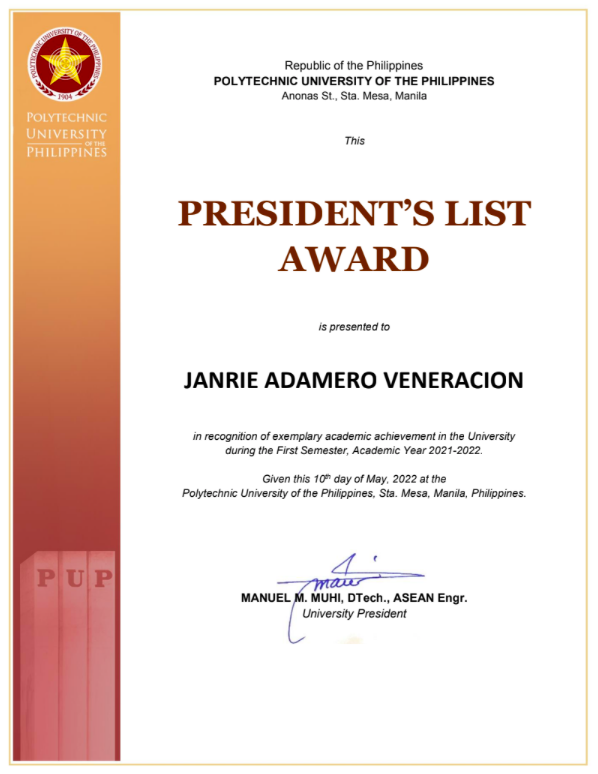 POLYTECHNIC UNIVERSITY OF THE PHILIPPINES
1904
POLYTECHNIC
UNIVERSITY
OF THE
PHILIPPINES
Republic of the Philippines
POLYTECHNIC UNIVERSITY OF THE PHILIPPINES
Anonas St., Sta. Mesa, Manila
This
PRESIDENT’S LIST
AWARD
is presented to
JANRIE ADAMERO VENERACION
in recognition of exemplary academic achievement in the University
during the First Semester, Academic Year 2021-2022.
Given this 10th day of May, 2022 at the
Polytechnic University of the Philippines, Sta. Mesa, Manila, Philippines.
MANUEL M. MUHI, DTech., ASEAN Engr.
University President
P U P